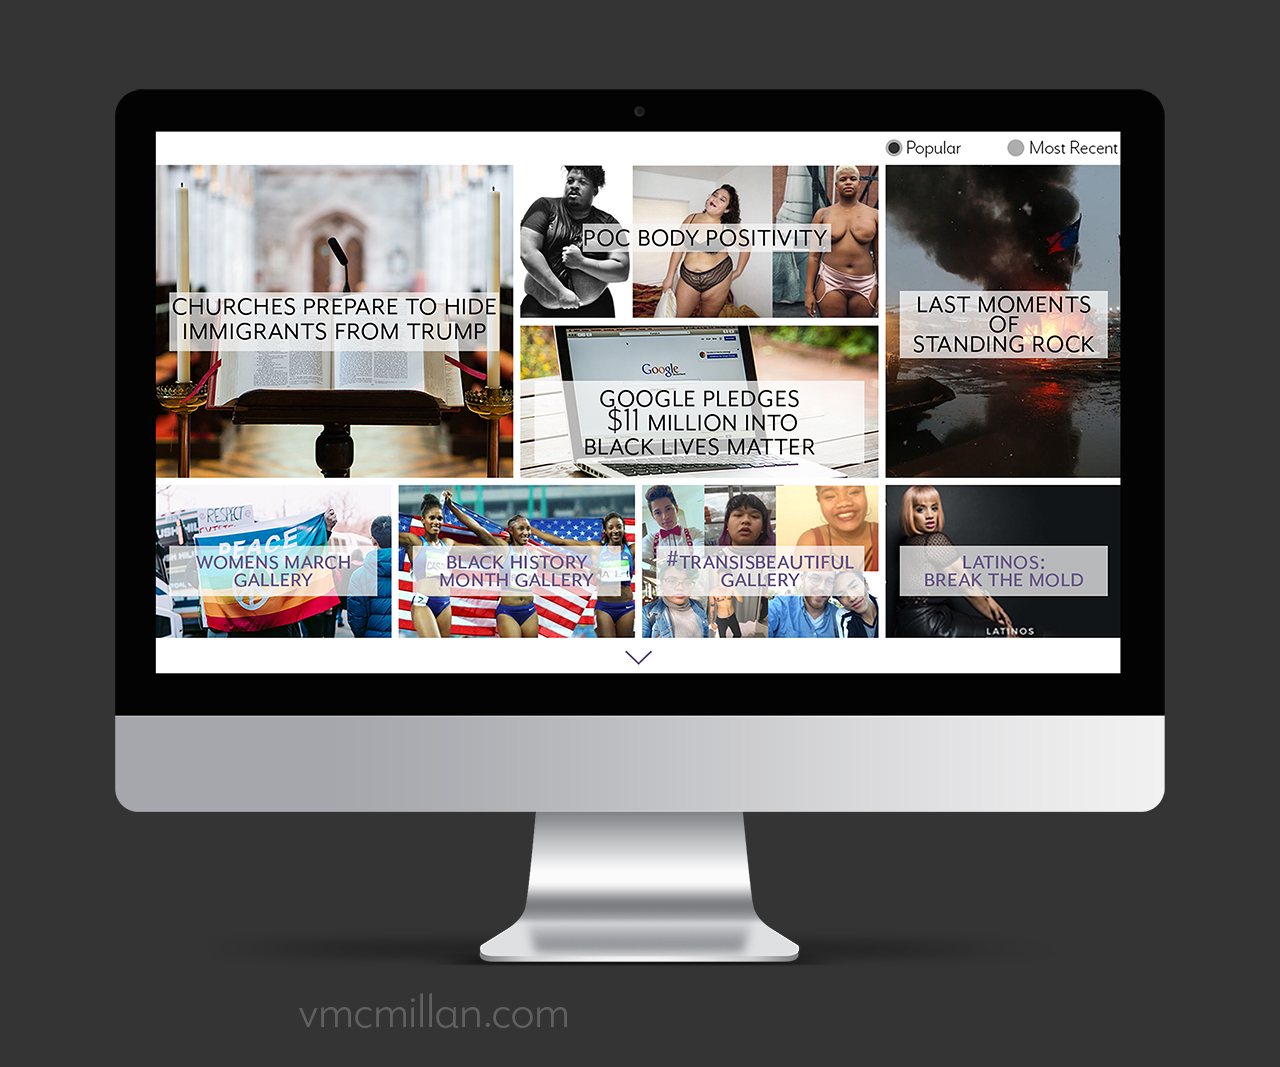 Popular
Most Recent
CHURCHES PREPARE TO HIDE
IMMIGRANTS FROM TRUMP
POC BODY POSITIVITY
Google
GOOGLE PLEDGES
$11 MILLION INTO
BLACK LIVES MATTER
LAST MOMENTS
OF
STANDING ROCK
RESPECT
PEACE
WOMENS MARCH
GALLERY
BLACK HISTORY
MONTH GALLERY
#TRANSISBEAUTIFUL
GALLERY
LATINOS:
BREAK THE MOLD
LATINOS
vmcmillan.com